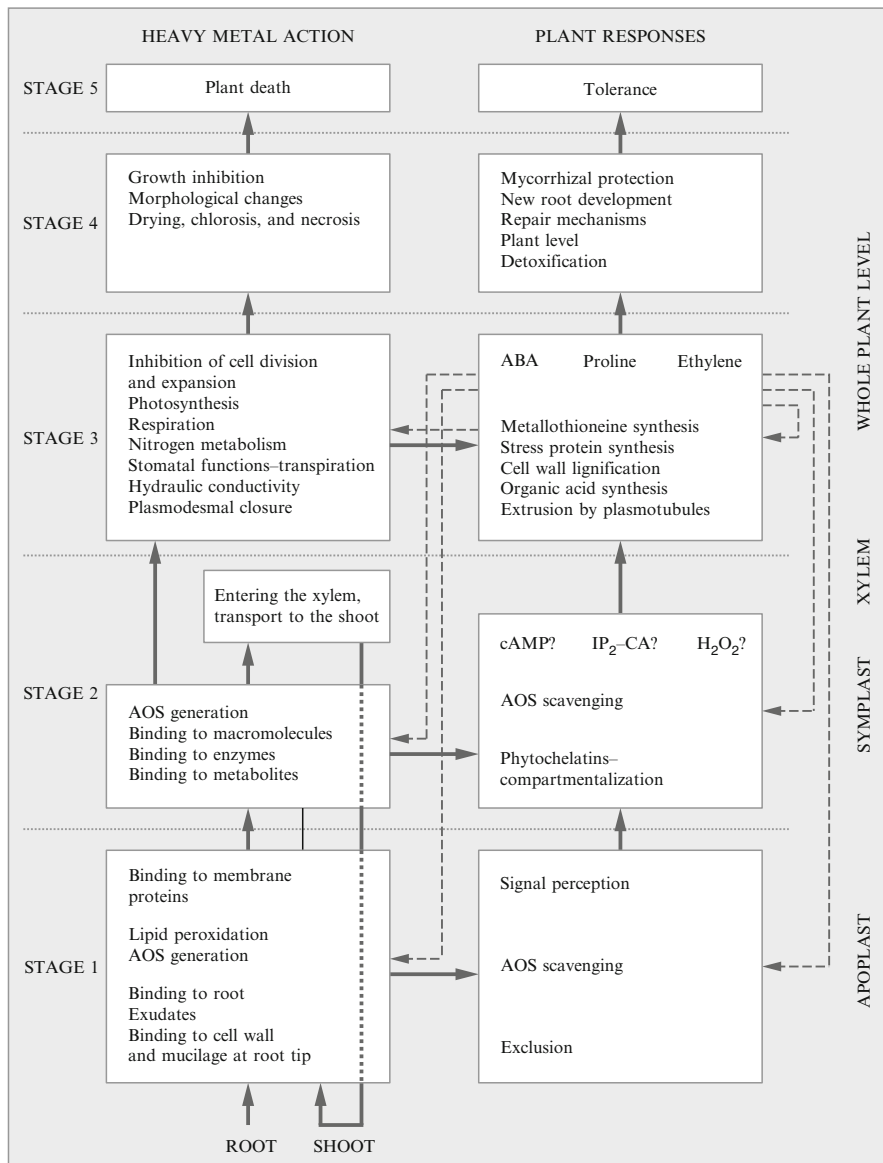 HEAVY METAL ACTION
PLANT RESPONSES
STAGE 5
Plant death
Tolerance
STAGE 4
Growth inhibition
Morphological changes
Drying, chlorosis, and necrosis
Mycorrhizal protection
New root development
Repair mechanisms
Plant level
Detoxification
WHOLE PLANT LEVEL
STAGE 3
Inhibition of cell division
and expansion
Photosynthesis
Respiration
Nitrogen metabolism
Stomatal functions–transpiration
Hydraulic conductivity
Plasmodesmal closure
ABA Proline Ethylene
Metallothioneine synthesis
Stress protein synthesis
Cell wall lignification
Organic acid synthesis
Extrusion by plasmotubules
XYLEM
STAGE 2
Entering the xylem,
transport to the shoot
AOS generation
Binding to macromolecules
Binding to enzymes
Binding to metabolites
cAMP? IP₂–CA? H₂O₂?
AOS scavenging
Phytochelatins–
compartmentalization
SYMPLAST
STAGE 1
Binding to membrane
proteins
Lipid peroxidation
AOS generation
Binding to root
Exudates
Binding to cell wall
and mucilage at root tip
Signal perception
AOS scavenging
Exclusion
APOPLAST
ROOT SHOOT